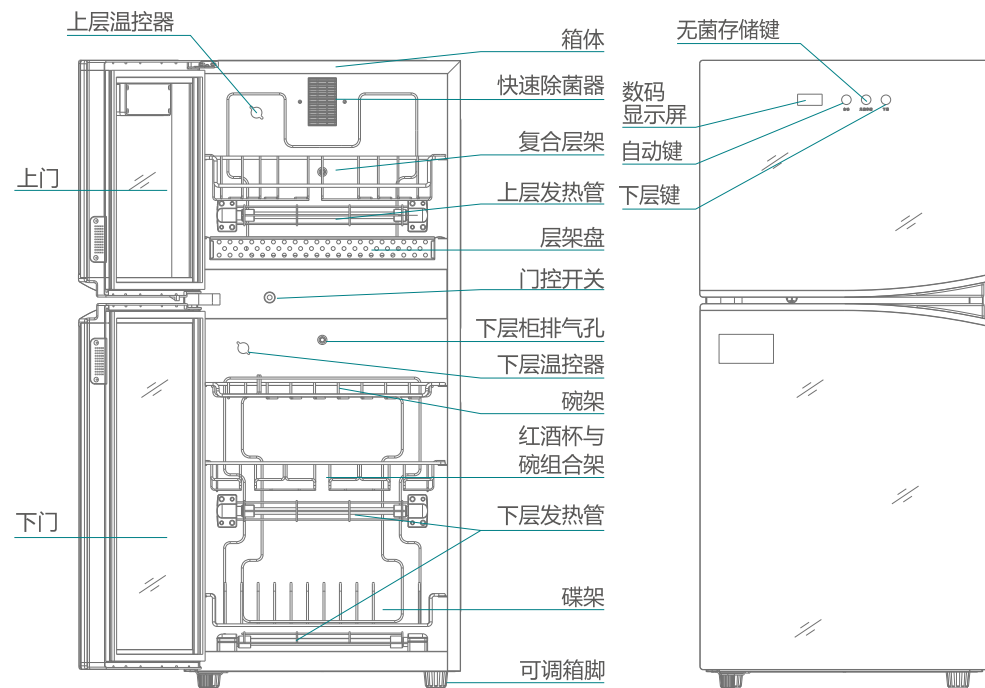 上层温控器
箱体
快速除菌器
复合层架
上门
上层发热管
层架盘
门控开关
下层柜排气孔
下层温控器
碗架
红酒杯与
碗组合架
下门
下层发热管
碟架
可调箱脚
无菌存储键
数码
显示屏
自动键
下层键